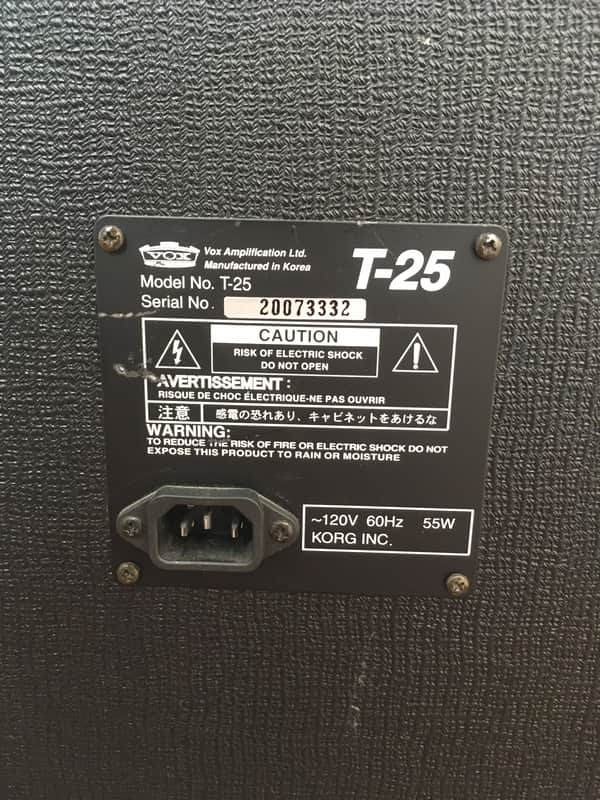 VOX
Vox Amplification Ltd.
Manufactured in Korea
T-25
Model No. T-25
Serial No. 20073332
CAUTION
RISK OF ELECTRIC SHOCK
DO NOT OPEN
AVERTISSEMENT :
RISQUE DE CHOC ÉLECTRIQUE-NE PAS OUVRIR
注意 感電の恐れあり、キャビネットをあけるな
WARNING:
TO REDUCE THE RISK OF FIRE OR ELECTRIC SHOCK DO NOT
EXPOSE THIS PRODUCT TO RAIN OR MOISTURE
~120V 60Hz 55W
KORG INC.